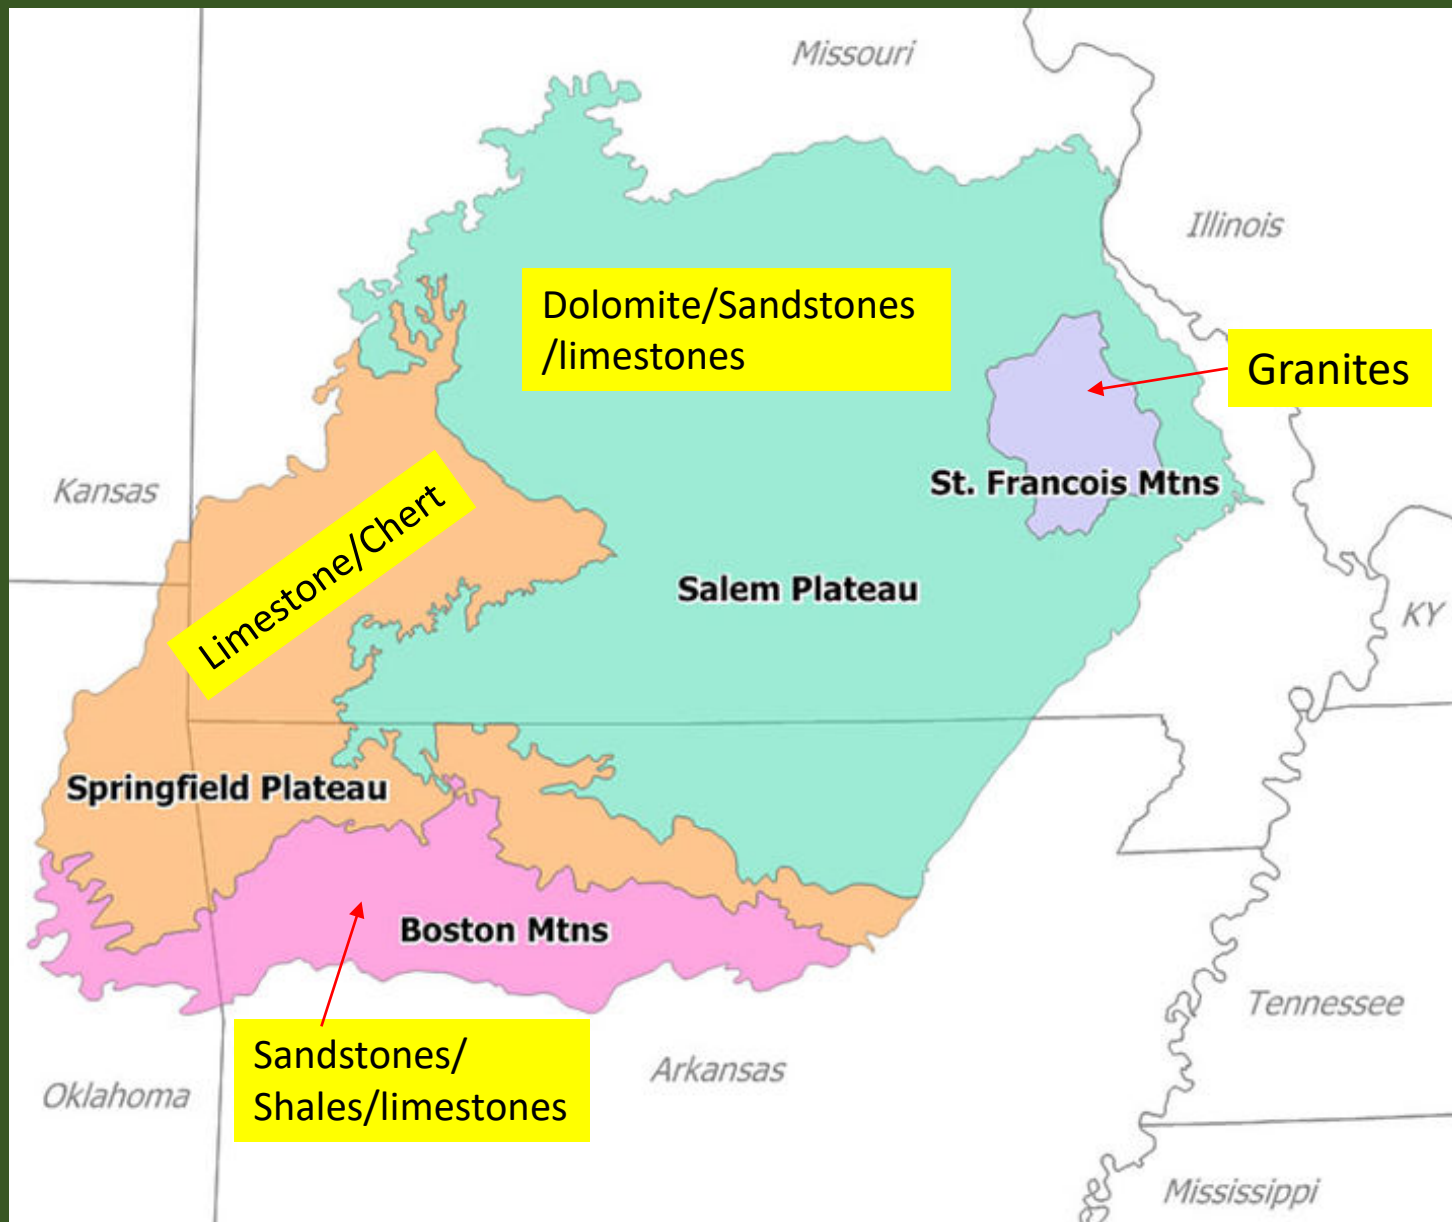 Missouri
Illinois
Dolomite/Sandstones
/limestones
Granites
Kansas
Limestone/Chert
St. Francois Mtns
Salem Plateau
KY
Springfield Plateau
Boston Mtns
Tennessee
Sandstones/
Shales/limestones
Arkansas
Oklahoma
Mississippi